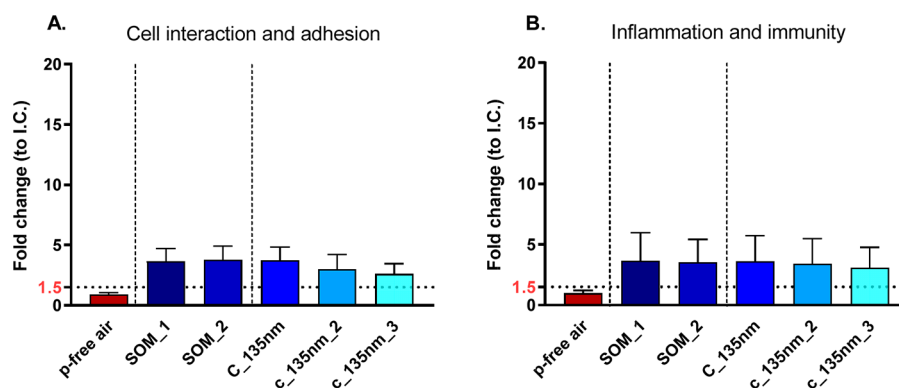 A.
Cell interaction and adhesion
Fold change (to I.C.)
20
15
10
5
1.5
0
p-free air
SOM_1
SOM_2
C_135nm
c_135nm_2
c_135nm_3
B.
Inflammation and immunity
Fold change (to I.C.)
20
15
10
5
1.5
0
p-free air
SOM_1
SOM_2
C_135nm
c_135nm_2
c_135nm_3